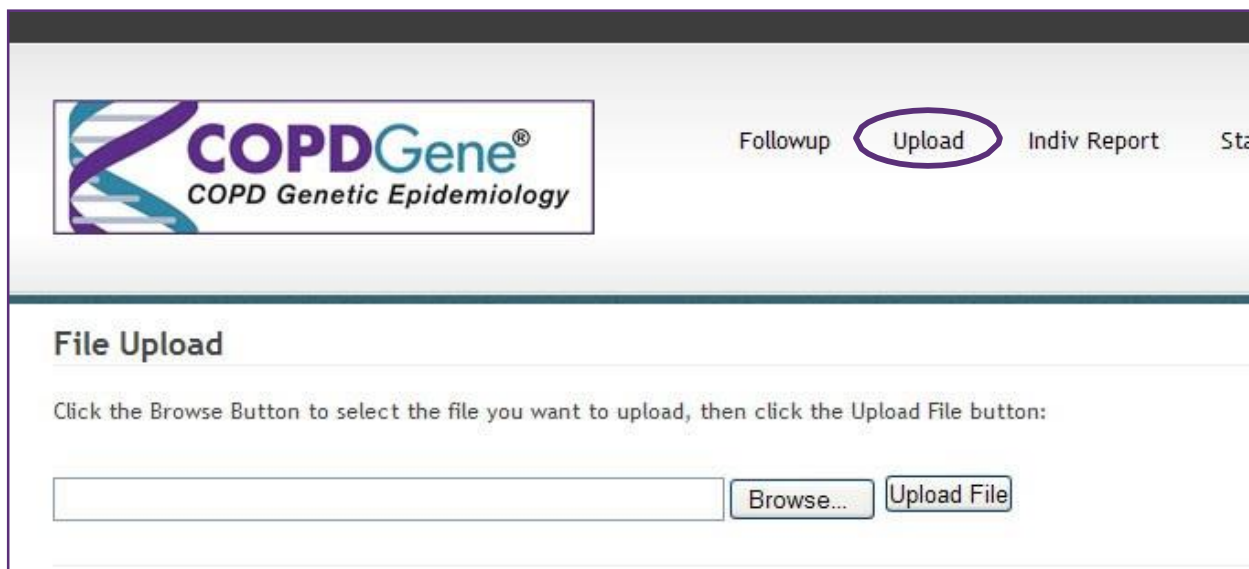 COPDGene®
COPD Genetic Epidemiology
Followup Upload Indiv Report Sta
File Upload
Click the Browse Button to select the file you want to upload, then click the Upload File button:
Browse... Upload File